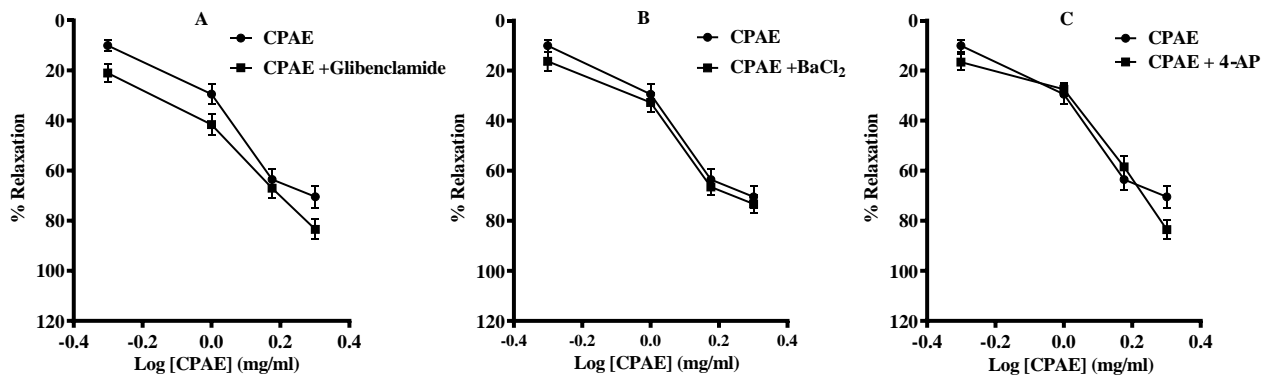 A
CPAE
CPAE +Glibenclamide
0
20
40
60
80
100
120
% Relaxation
-0.4
-0.2
0.0
0.2
0.4
Log [CPAE] (mg/ml)
B
CPAE
CPAE +BaCl₂
0
20
40
60
80
100
120
% Relaxation
-0.4
-0.2
0.0
0.2
0.4
Log [CPAE] (mg/ml)
C
CPAE
CPAE + 4-AP
0
20
40
60
80
100
120
% Relaxation
-0.4
-0.2
0.0
0.2
0.4
Log [CPAE] (mg/ml)